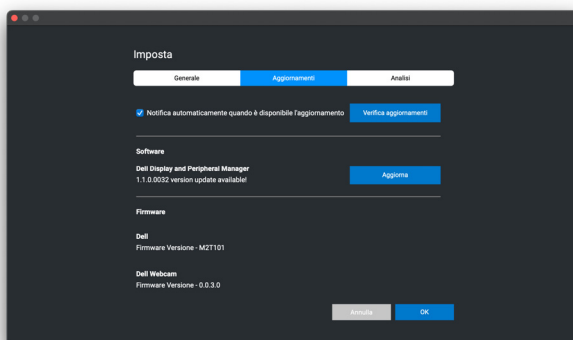 Imposta
Generale Aggiornamenti Analisi
Notifica automaticamente quando è disponibile l'aggiornamento Verifica aggiornamenti
Software
Dell Display and Peripheral Manager
1.1.0.0032 version update available! Aggiorna
Firmware
Dell
Firmware Versione - M2T101
Dell Webcam
Firmware Versione - 0.0.3.0
Annulla OK